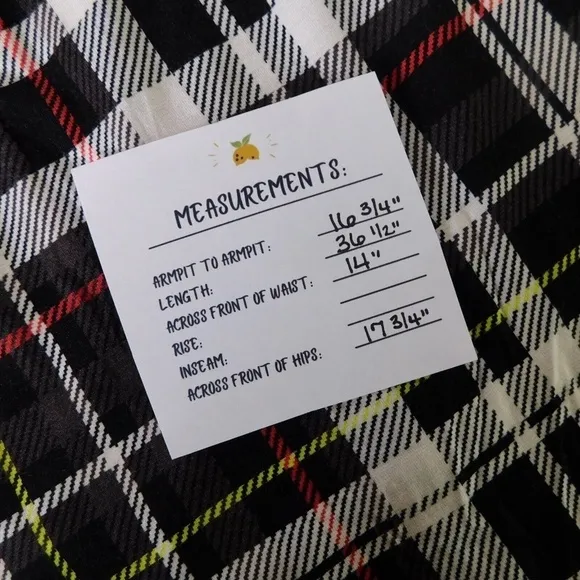 MEASUREMENTS:
ARMPIT TO ARMPIT: 16 3/4"
LENGTH: 36 1/2"
ACROSS FRONT OF WAIST: 14"
RISE:
INSEAM:
ACROSS FRONT OF HIPS: 17 3/4"